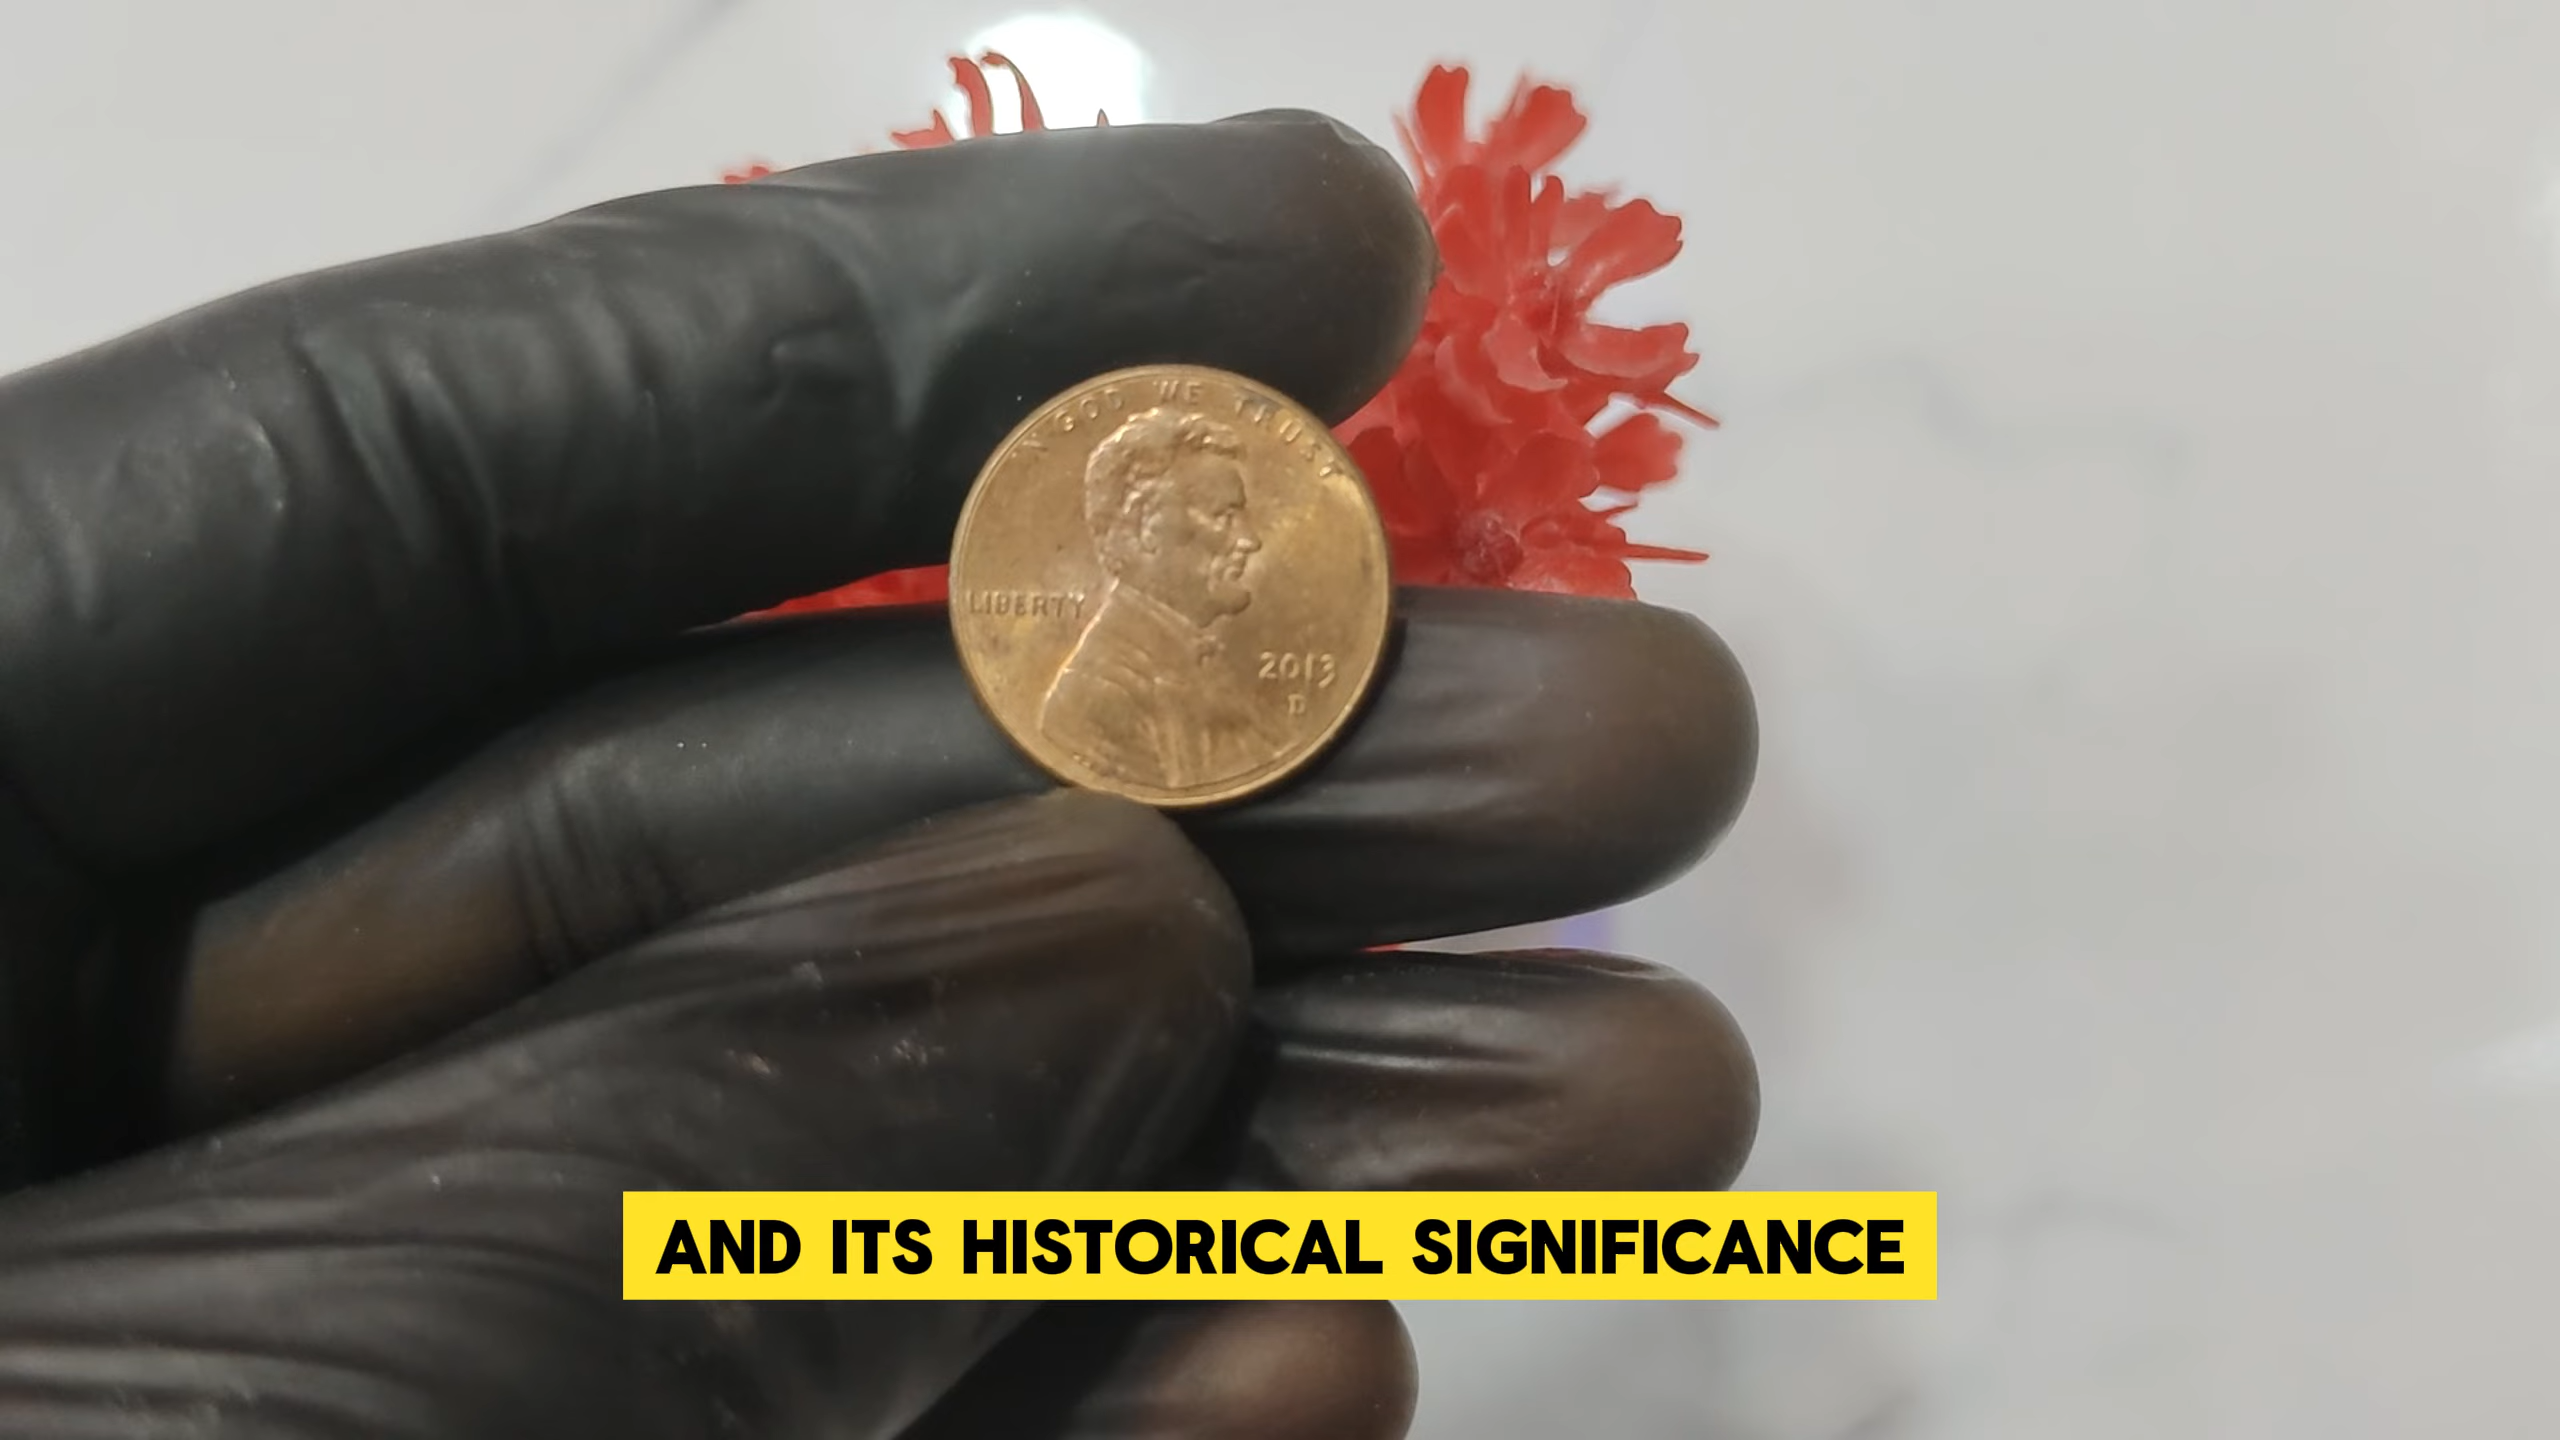 IN GOD WE TRUST
LIBERTY
2013
D
AND ITS HISTORICAL SIGNIFICANCE